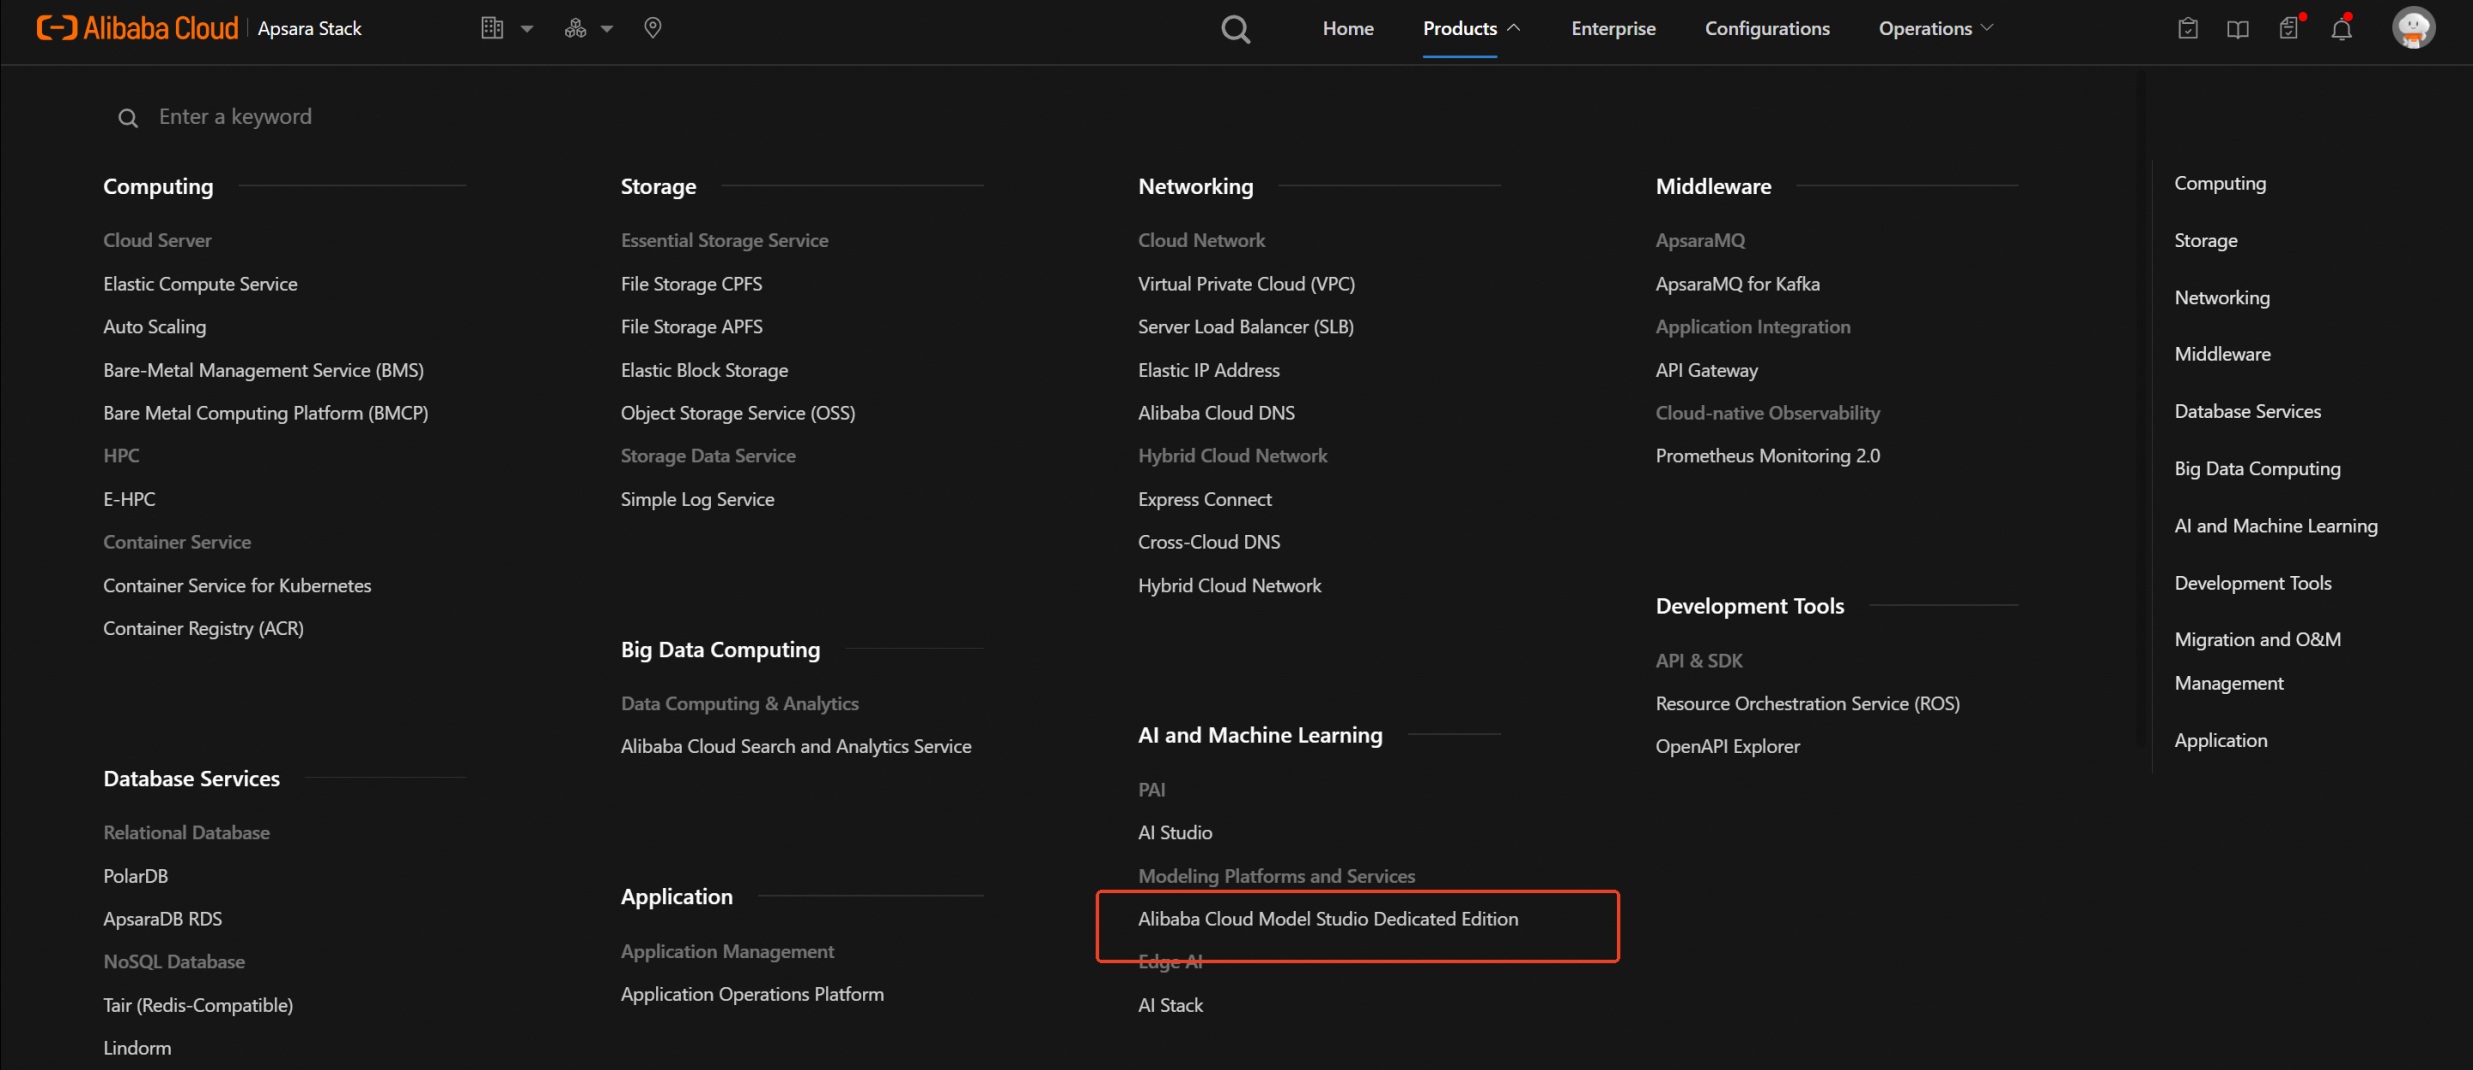 Alibaba Cloud | Apsara Stack
Home
Products
Enterprise
Configurations
Operations
Enter a keyword
Computing
Cloud Server
Elastic Compute Service
Auto Scaling
Bare-Metal Management Service (BMS)
Bare Metal Computing Platform (BMCP)
HPC
E-HPC
Container Service
Container Service for Kubernetes
Container Registry (ACR)
Database Services
Relational Database
PolarDB
ApsaraDB RDS
NoSQL Database
Tair (Redis-Compatible)
Lindorm
Storage
Essential Storage Service
File Storage CPFS
File Storage APFS
Elastic Block Storage
Object Storage Service (OSS)
Storage Data Service
Simple Log Service
Big Data Computing
Data Computing & Analytics
Alibaba Cloud Search and Analytics Service
Application
Application Management
Application Operations Platform
Networking
Cloud Network
Virtual Private Cloud (VPC)
Server Load Balancer (SLB)
Elastic IP Address
Alibaba Cloud DNS
Hybrid Cloud Network
Express Connect
Cross-Cloud DNS
Hybrid Cloud Network
AI and Machine Learning
PAI
AI Studio
Modeling Platforms and Services
Alibaba Cloud Model Studio Dedicated Edition
Edge AI
AI Stack
Middleware
ApsaraMQ
ApsaraMQ for Kafka
Application Integration
API Gateway
Cloud-native Observability
Prometheus Monitoring 2.0
Development Tools
API & SDK
Resource Orchestration Service (ROS)
OpenAPI Explorer
Computing
Storage
Networking
Middleware
Database Services
Big Data Computing
AI and Machine Learning
Development Tools
Migration and O&M
Management
Application